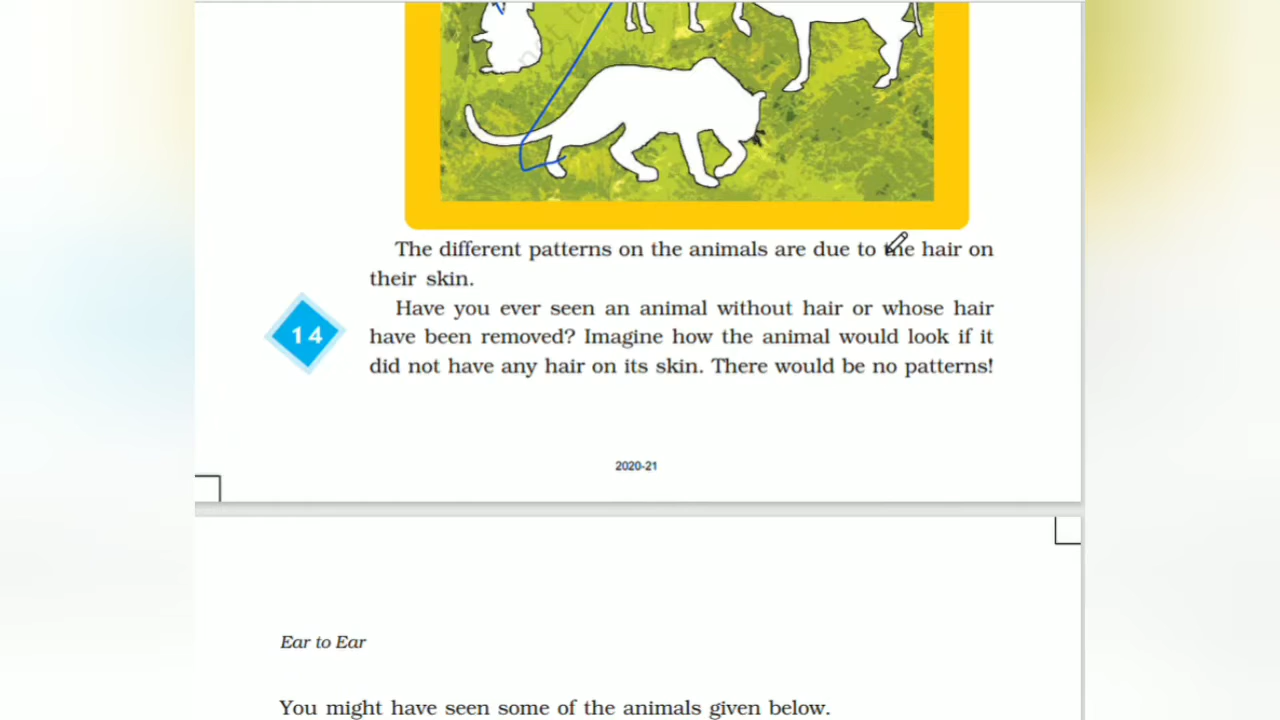 The different patterns on the animals are due to the hair on
their skin.
Have you ever seen an animal without hair or whose hair
have been removed? Imagine how the animal would look if it
did not have any hair on its skin. There would be no patterns!
14
2020-21
Ear to Ear
You might have seen some of the animals given below.